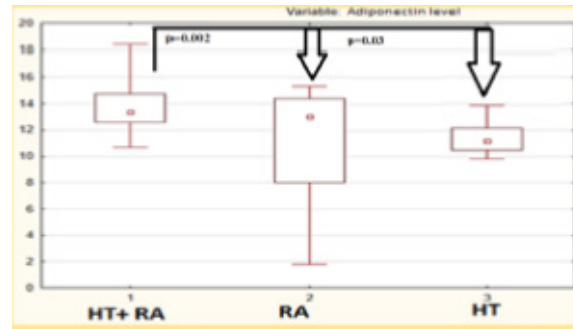 Variable: Adiponectin level
20
18
16
14
12
10
8
6
4
2
0
p=0.002
p=0.03
1
2
3
HT+ RA
RA
HT